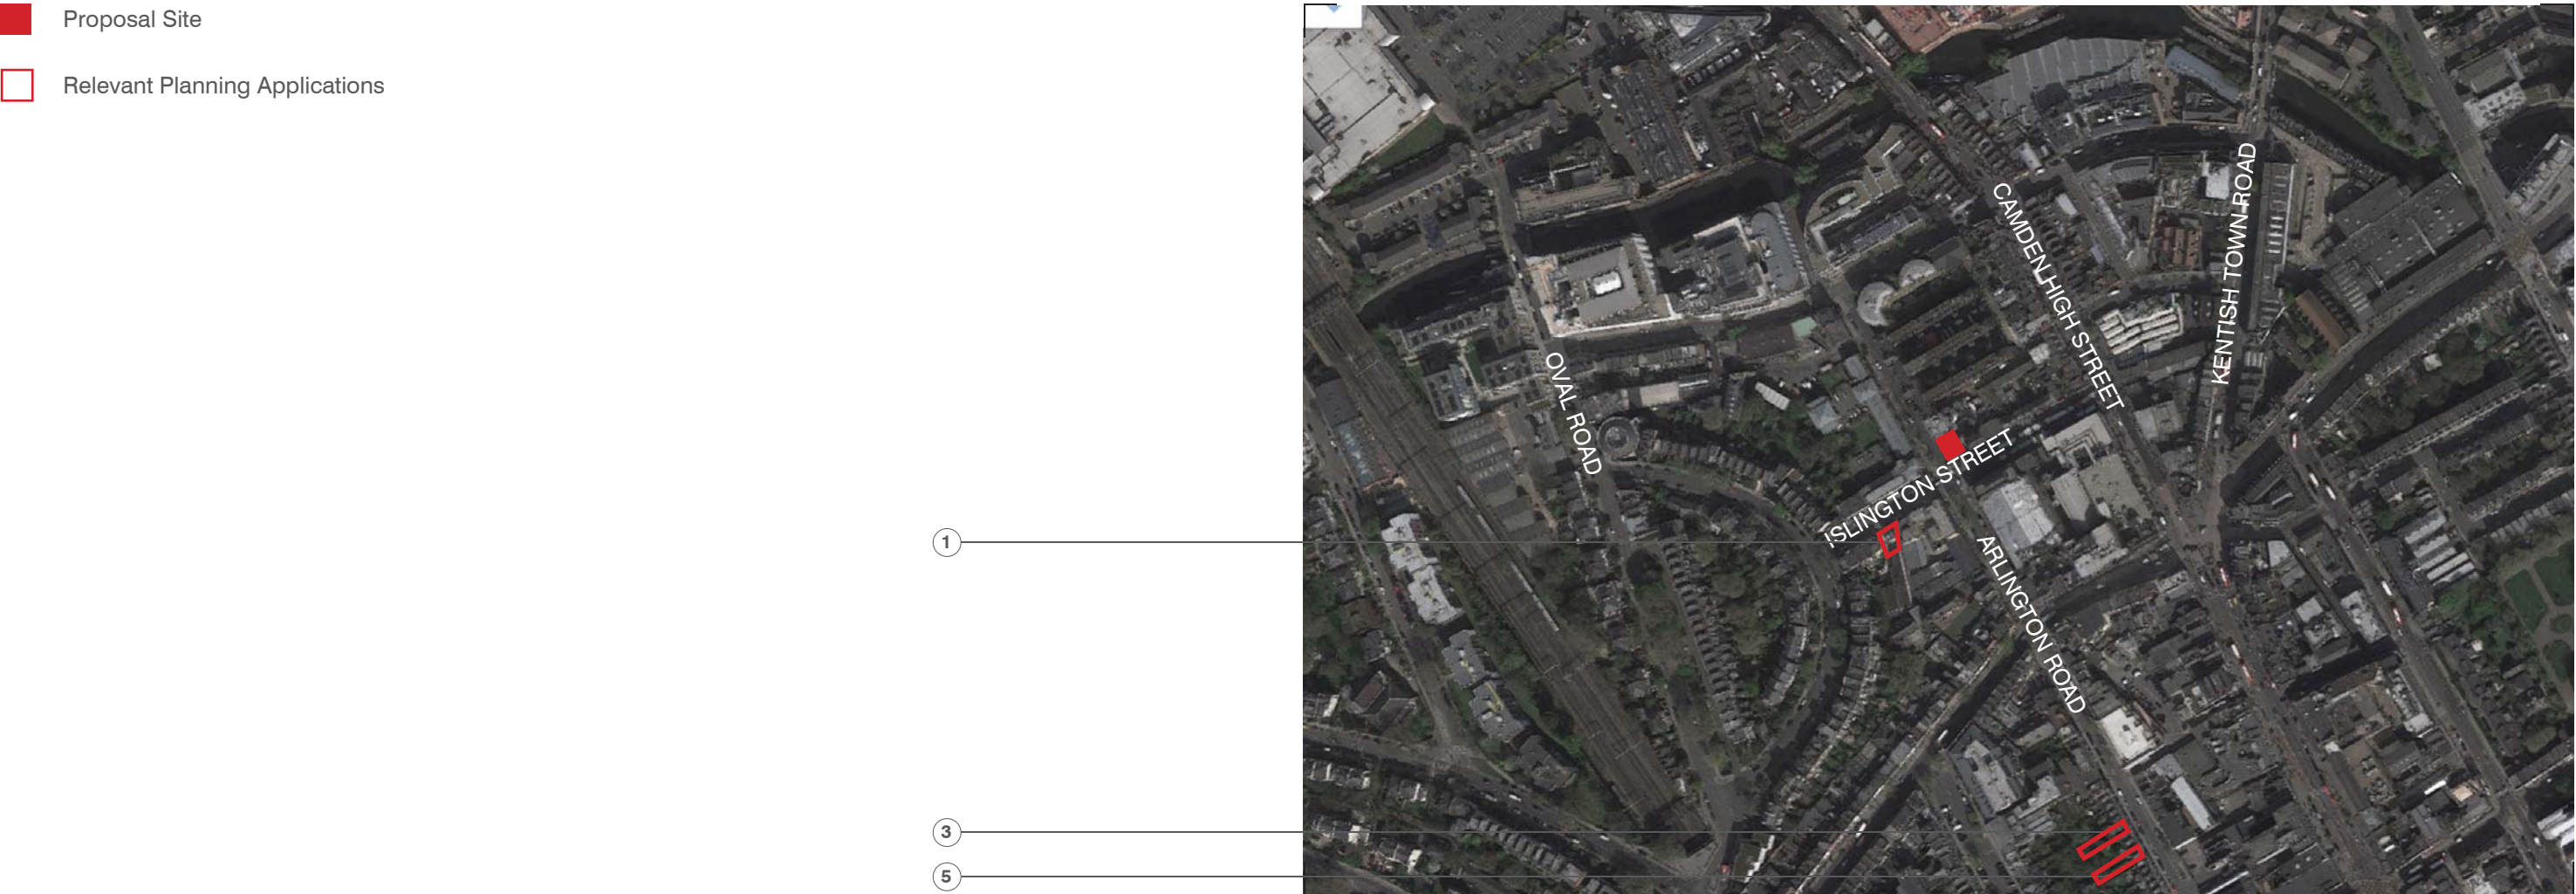 Proposal Site
Relevant Planning Applications
CAMDEN HIGH STREET
KENTISH TOWN ROAD
OVAL ROAD
ISLINGTON STREET
ARLINGTON ROAD
1
3
5